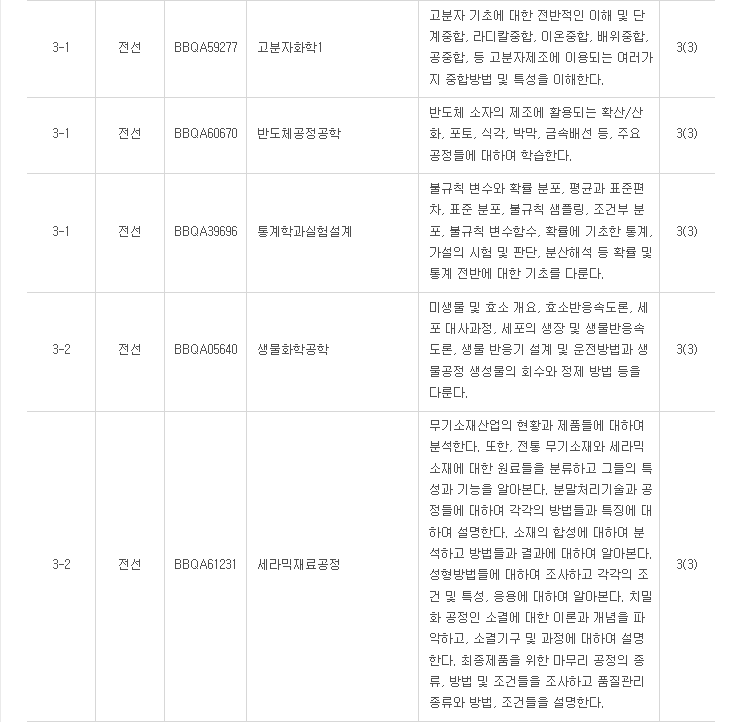 3-1 전선 BBQA59277 고분자화학1
고분자 기초에 대한 전반적인 이해 및 단
계중합, 라디칼중합, 이온중합, 배위중합,
공중합, 등 고분자제조에 이용되는 여러가
지 중합방법 및 특성을 이해한다.
3(3)
3-1 전선 BBQA60670 반도체공정공학
반도체 소자의 제조에 활용되는 확산/산
화, 포토, 식각, 박막, 금속배선 등, 주요
공정들에 대하여 학습한다.
3(3)
3-1 전선 BBQA39696 통계학과실험설계
불규칙 변수와 확률 분포, 평균과 표준편
차, 표준 분포, 불규칙 샘플링, 조건부 분
포, 불규칙 변수함수, 확률에 기초한 통계,
가설의 시험 및 판단, 분산해석 등 확률 및
통계 전반에 대한 기초를 다룬다.
3(3)
3-2 전선 BBQA05640 생물화학공학
미생물 및 효소 개요, 효소반응속도론, 세
포 대사과정, 세포의 생장 및 생물반응속
도론, 생물 반응기 설계 및 운전방법과 생
물공정 생성물의 회수와 정제 방법 등을
다룬다.
3(3)
3-2 전선 BBQA61231 세라믹재료공정
무기소재산업의 현황과 제품들에 대하여
분석한다. 또한, 전통 무기소재와 세라믹
소재에 대한 원료들을 분류하고 그들의 특
성과 기능을 알아본다. 분말처리기술과 공
정들에 대하여 각각의 방법들과 특징에 대
하여 설명한다. 소재의 합성에 대하여 분
석하고 방법들과 결과에 대하여 알아본다.
성형방법들에 대하여 조사하고 각각의 조
건 및 특성, 응용에 대하여 알아본다. 치밀
화 공정인 소결에 대한 이론과 개념을 파
악하고, 소결기구 및 과정에 대하여 설명
한다. 최종제품을 위한 마무리 공정의 종
류, 방법 및 조건들을 조사하고 품질관리
종류와 방법, 조건들을 설명한다.
3(3)